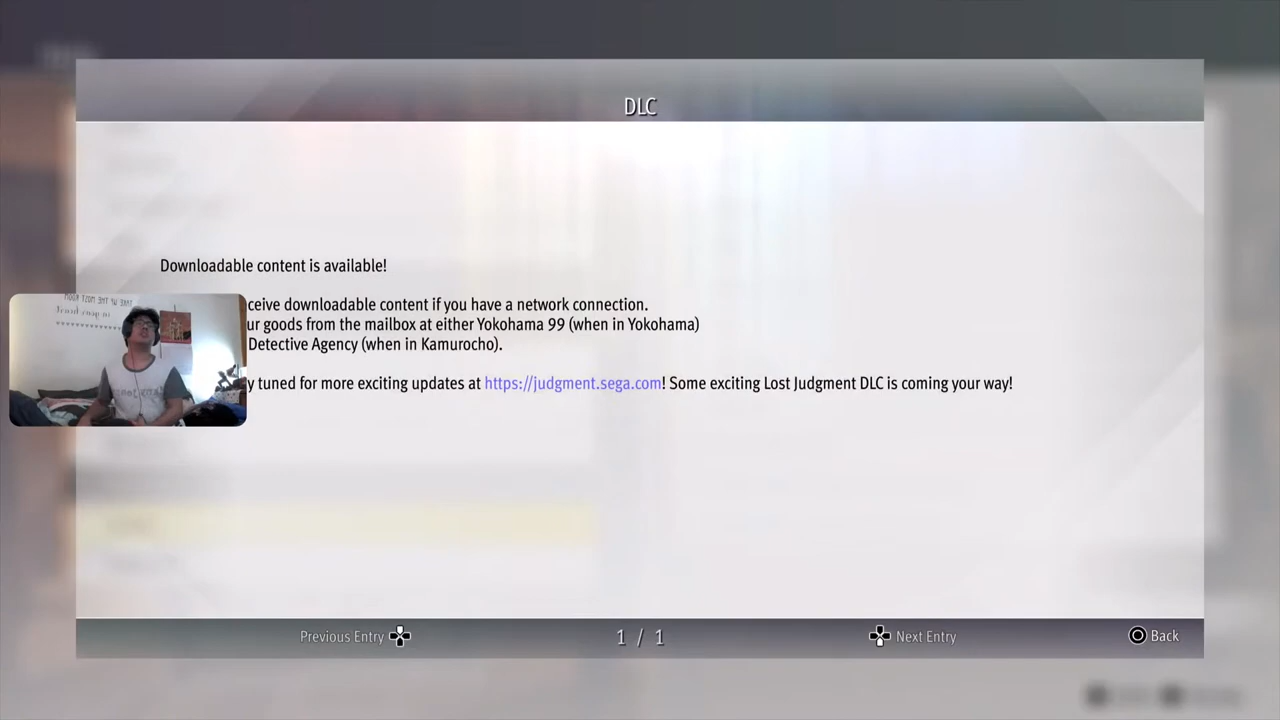 DLC
Downloadable content is available!
ceive downloadable content if you have a network connection.
ur goods from the mailbox at either Yokohama 99 (when in Yokohama)
Detective Agency (when in Kamurocho).
y tuned for more exciting updates at https://judgment.sega.com! Some exciting Lost Judgment DLC is coming your way!
Previous Entry
1 / 1
Next Entry
Back